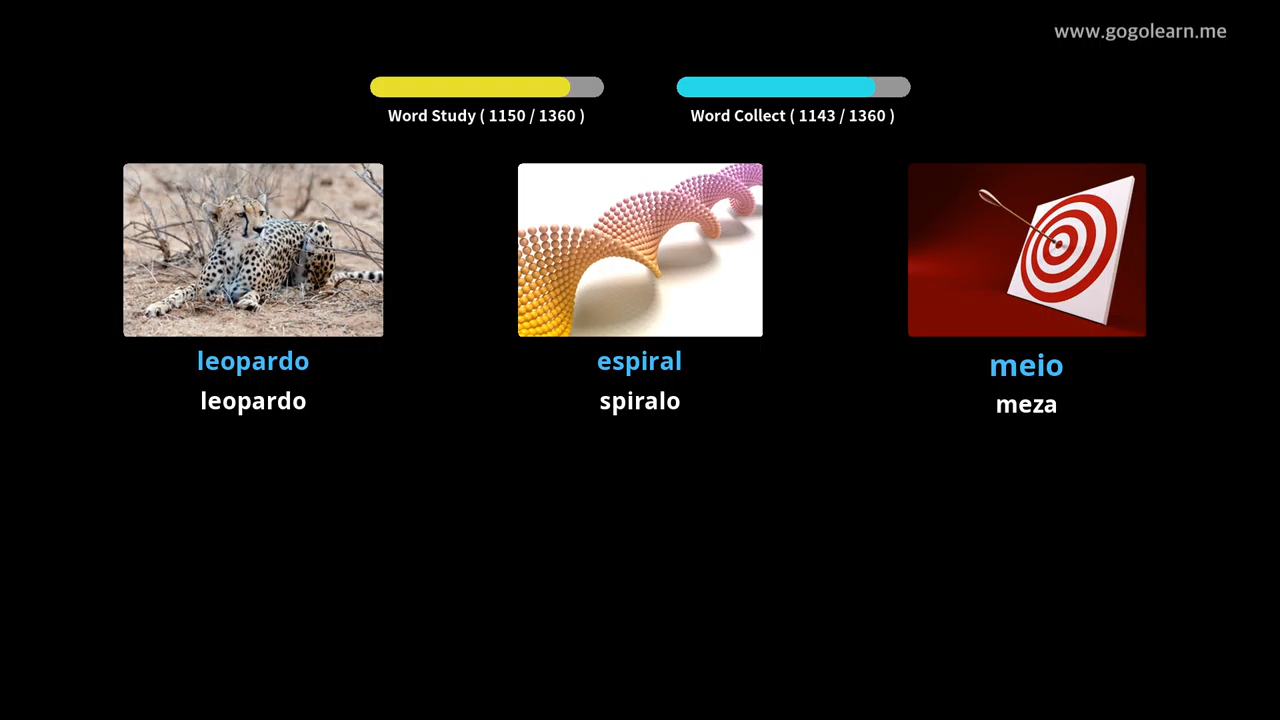 www.gogolearn.me
Word Study ( 1150 / 1360 )
Word Collect ( 1143 / 1360 )
leopardo
leopardo
espiral
spiralo
meio
meza